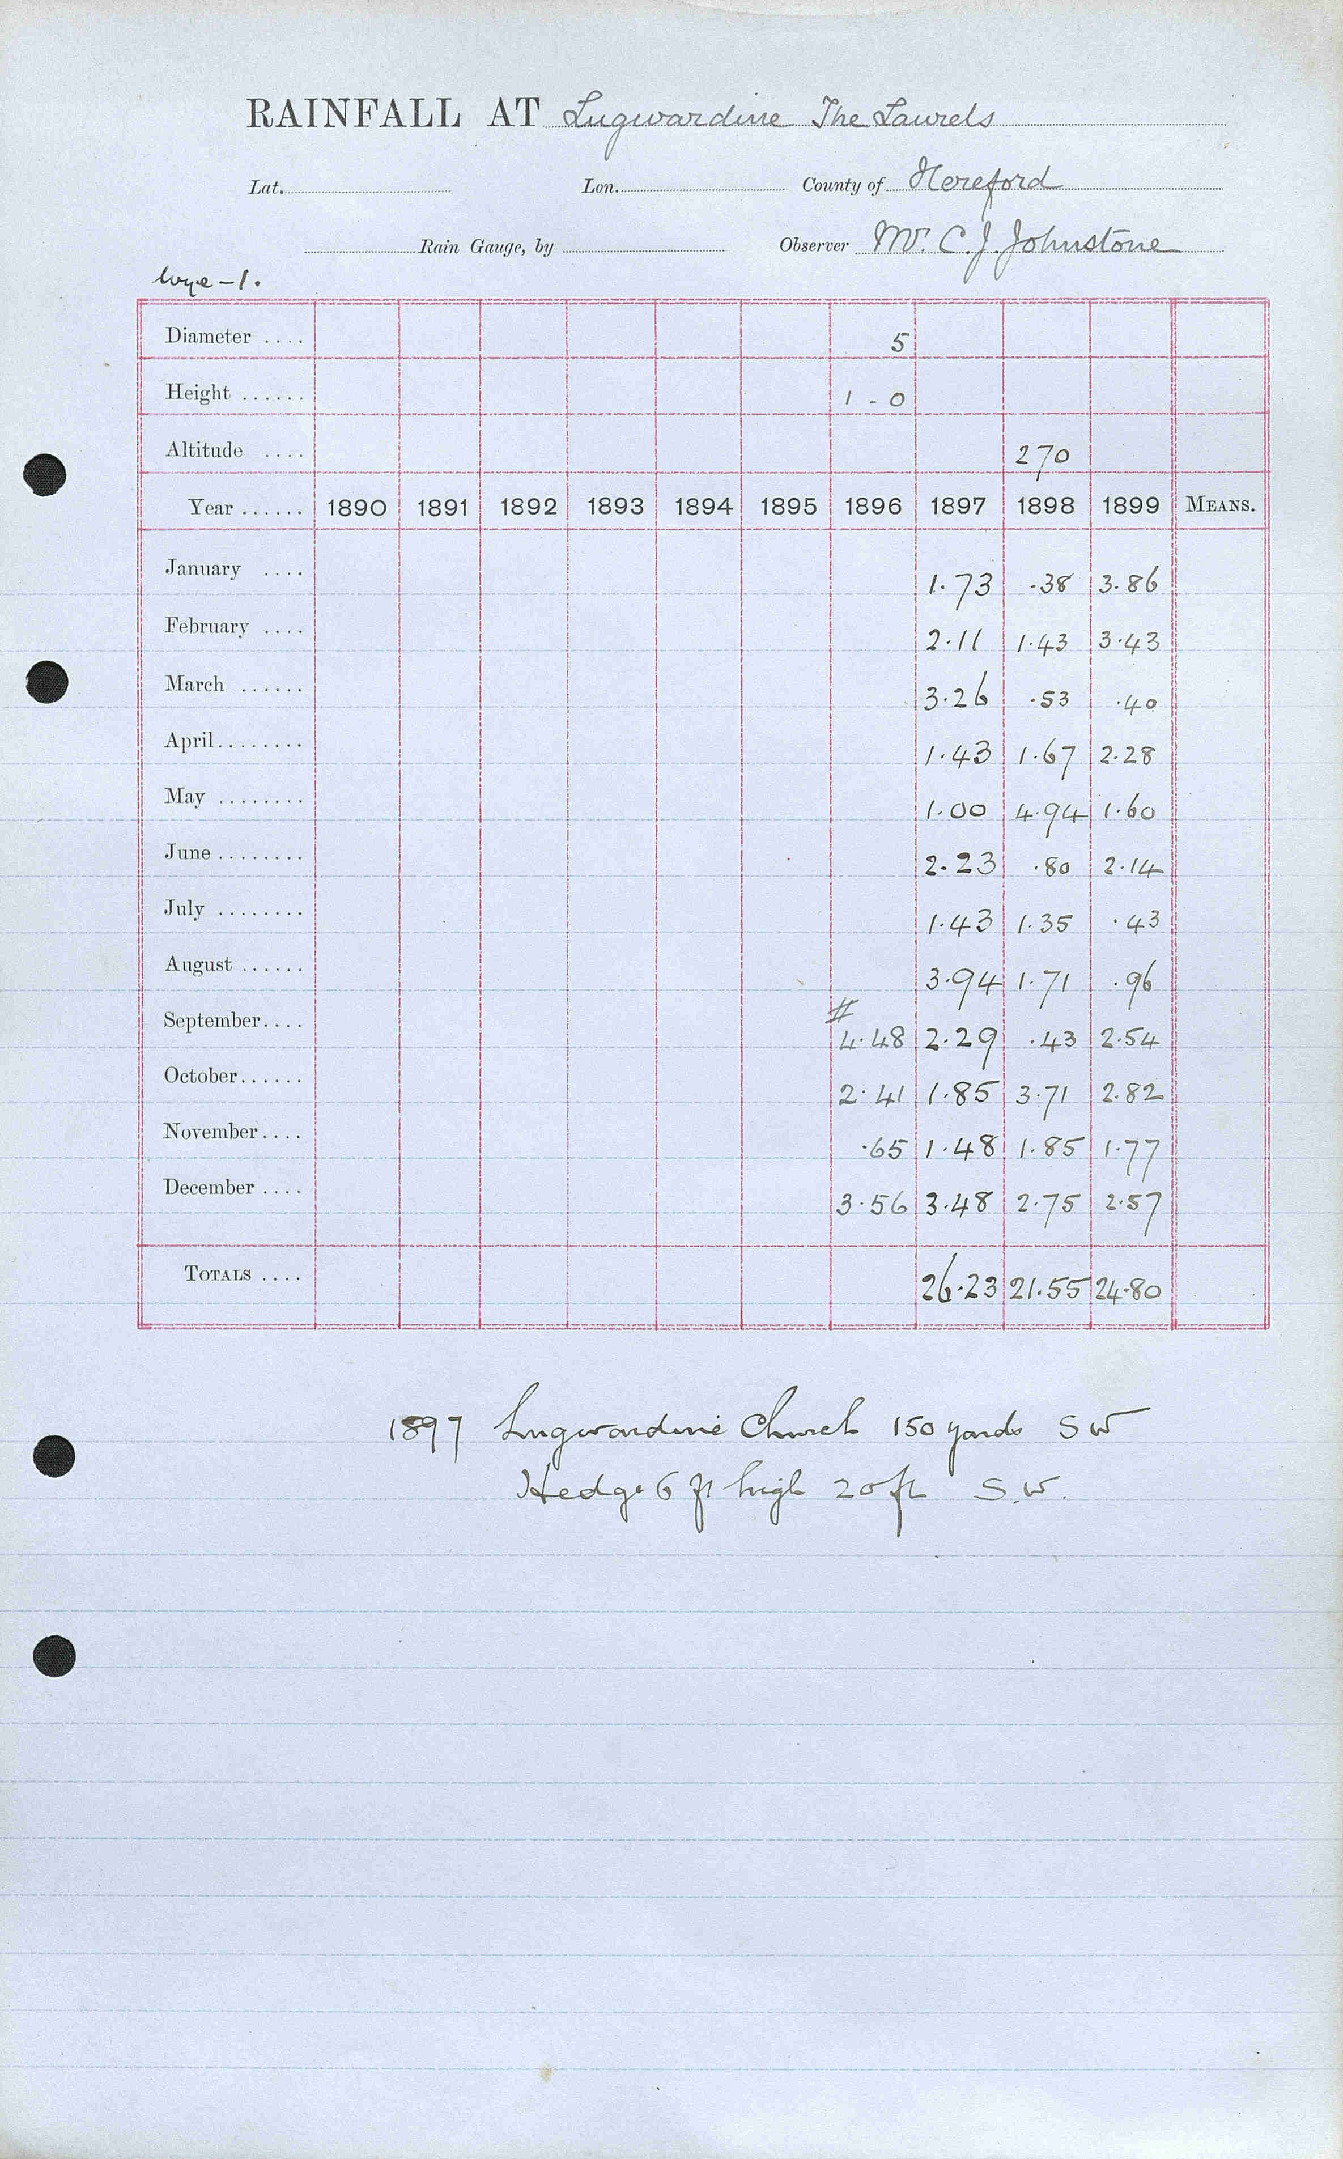 RAINFALL AT Lugwardine The Laurels
Lat. Lon. County of Hereford
Rain Gauge, by Observer Mr. C. J. Johnstone
Wye - 1.
Diameter .... 5
Height ...... 1 - 0
Altitude .... 270
Year ...... 1890 1891 1892 1893 1894 1895 1896 1897 1898 1899 MEANS.
January .... 1.73 .38 3.86
February .... 2.11 1.43 3.43
March ...... 3.26 .53 .40
April........ 1.43 1.67 2.28
May ........ 1.00 4.94 1.60
June ........ 2.23 .80 2.14
July ........ 1.43 1.35 .43
August ...... 3.94 1.71 .96
#
September.... 4.48 2.29 .43 2.54
October...... 2.41 1.85 3.71 2.82
November.... .65 1.48 1.85 1.77
December .... 3.56 3.48 2.75 2.57
TOTALS .... 26.23 21.55 24.80
1897 Lugwardine Church 150 yards S W
Hedge 6 ft high 20 ft S.W.